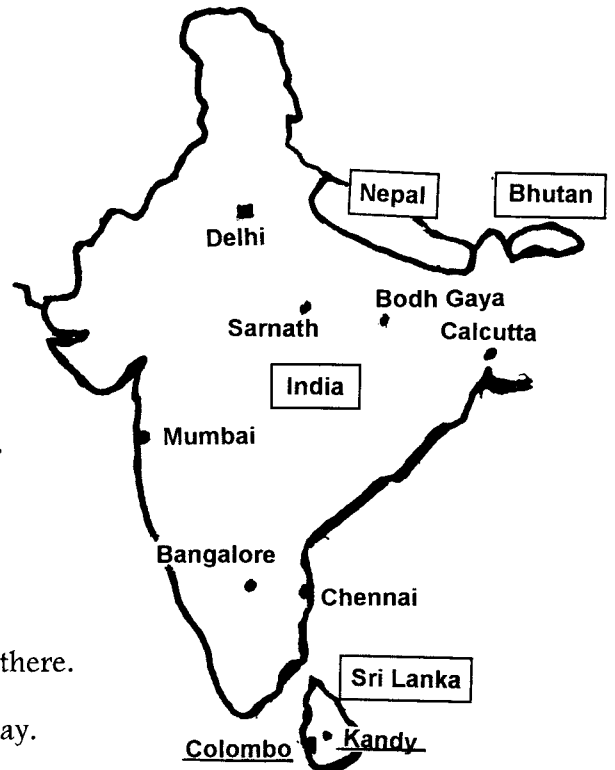 Nepal
Bhutan
Delhi
Bodh Gaya
Sarnath
Calcutta
India
Mumbai
Bangalore
Chennai
there.
Sri Lanka
ay.
Kandy
Colombo